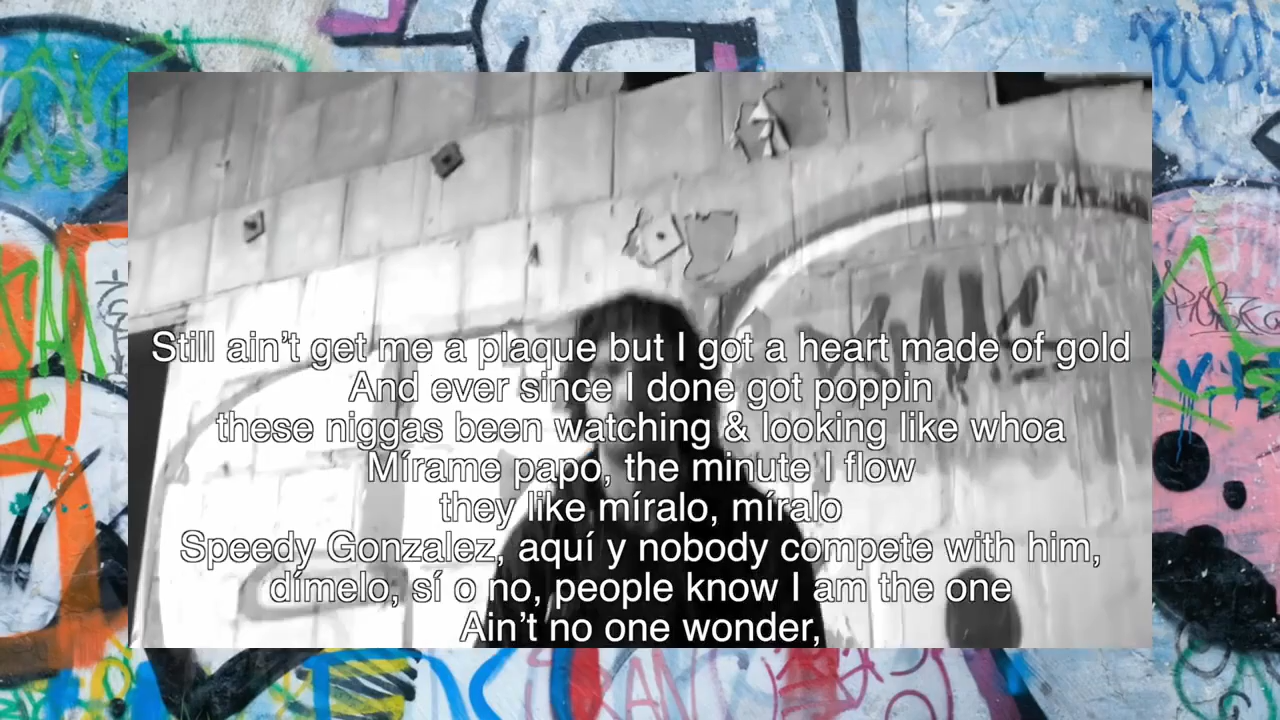 Still ain't get me a plaque but I got a heart made of gold
And ever since I done got poppin
these niggas been watching & looking like whoa
Mírame papo, the minute I flow
they like míralo, míralo
Speedy Gonzalez, aquí y nobody compete with him,
dímelo, sí o no, people know I am the one
Ain't no one wonder,